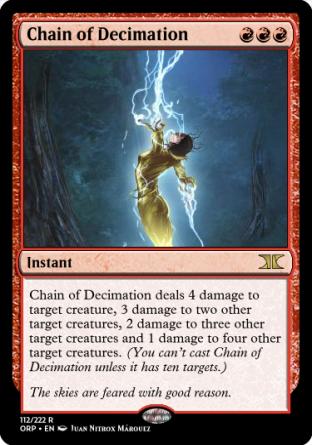 Chain of Decimation
Instant
Chain of Decimation deals 4 damage to
target creature, 3 damage to two other
target creatures, 2 damage to three other
target creatures and 1 damage to four other
target creatures. (You can't cast Chain of
Decimation unless it has ten targets.)
The skies are feared with good reason.
112/222 R
ORP • EN Juan Nitrox Márquez